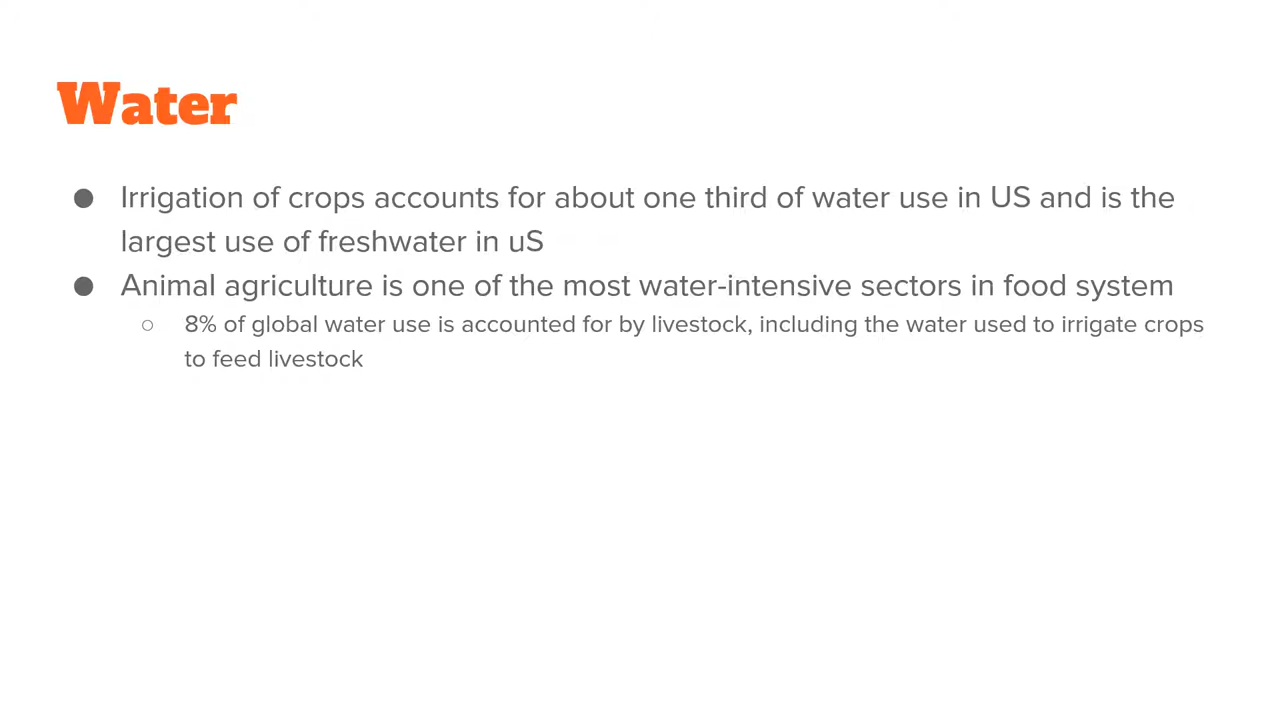 Water
● Irrigation of crops accounts for about one third of water use in US and is the
largest use of freshwater in uS
● Animal agriculture is one of the most water-intensive sectors in food system
○ 8% of global water use is accounted for by livestock, including the water used to irrigate crops
to feed livestock